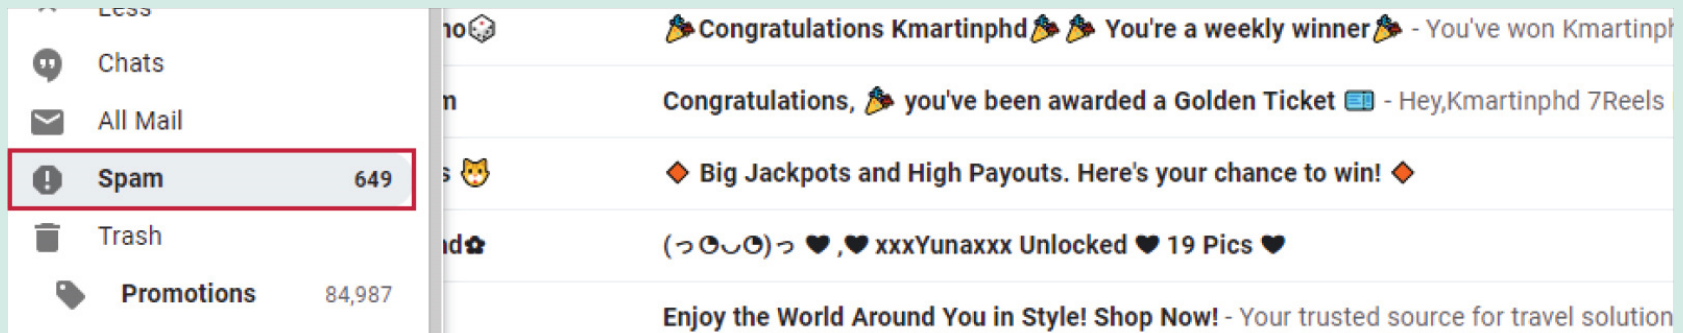 Less
Chats
All Mail
Spam 649
Trash
Promotions 84,987
Congratulations Kmartinphd You're a weekly winner - You've won
Congratulations, you've been awarded a Golden Ticket - Hey,Kmartinphd 7Reels
Big Jackpots and High Payouts. Here's your chance to win!
(っ◔◡◔)っ ♥ ,♥ xxxYunaxxx Unlocked ♥ 19 Pics ♥
Enjoy the World Around You in Style! Shop Now! - Your trusted source for travel solution